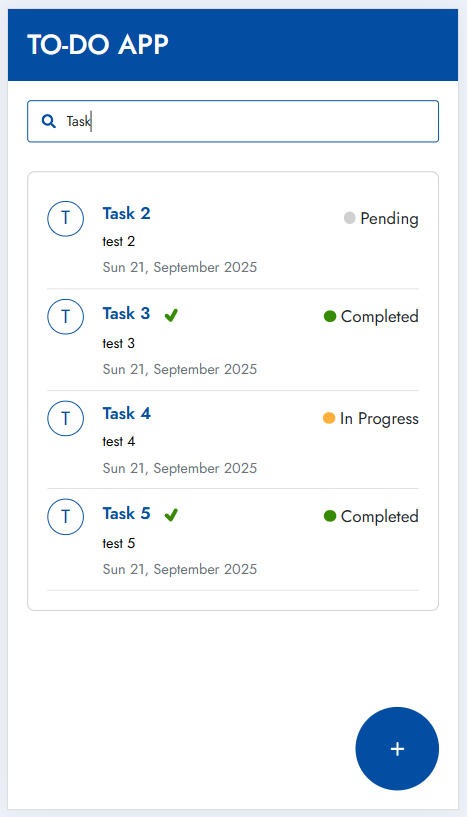 TO-DO APP
Task
T
Task 2
Pending
test 2
Sun 21, September 2025
T
Task 3
Completed
test 3
Sun 21, September 2025
T
Task 4
In Progress
test 4
Sun 21, September 2025
T
Task 5
Completed
test 5
Sun 21, September 2025
+